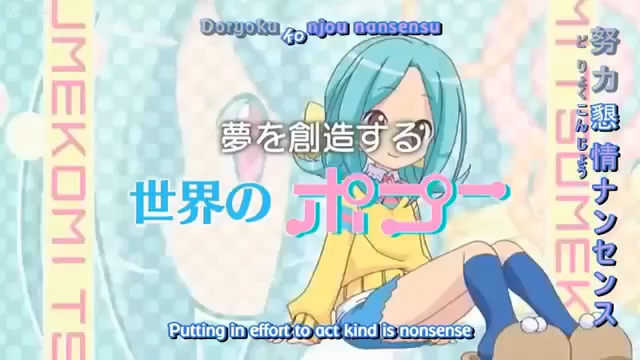 Doryoku konjou nansensu
努力懇情ナンセンス
どりょくこんじょう
夢を創造する
世界のポプー
UMEKOMI TS
MI TSUMEK
Putting in effort to act kind is nonsense